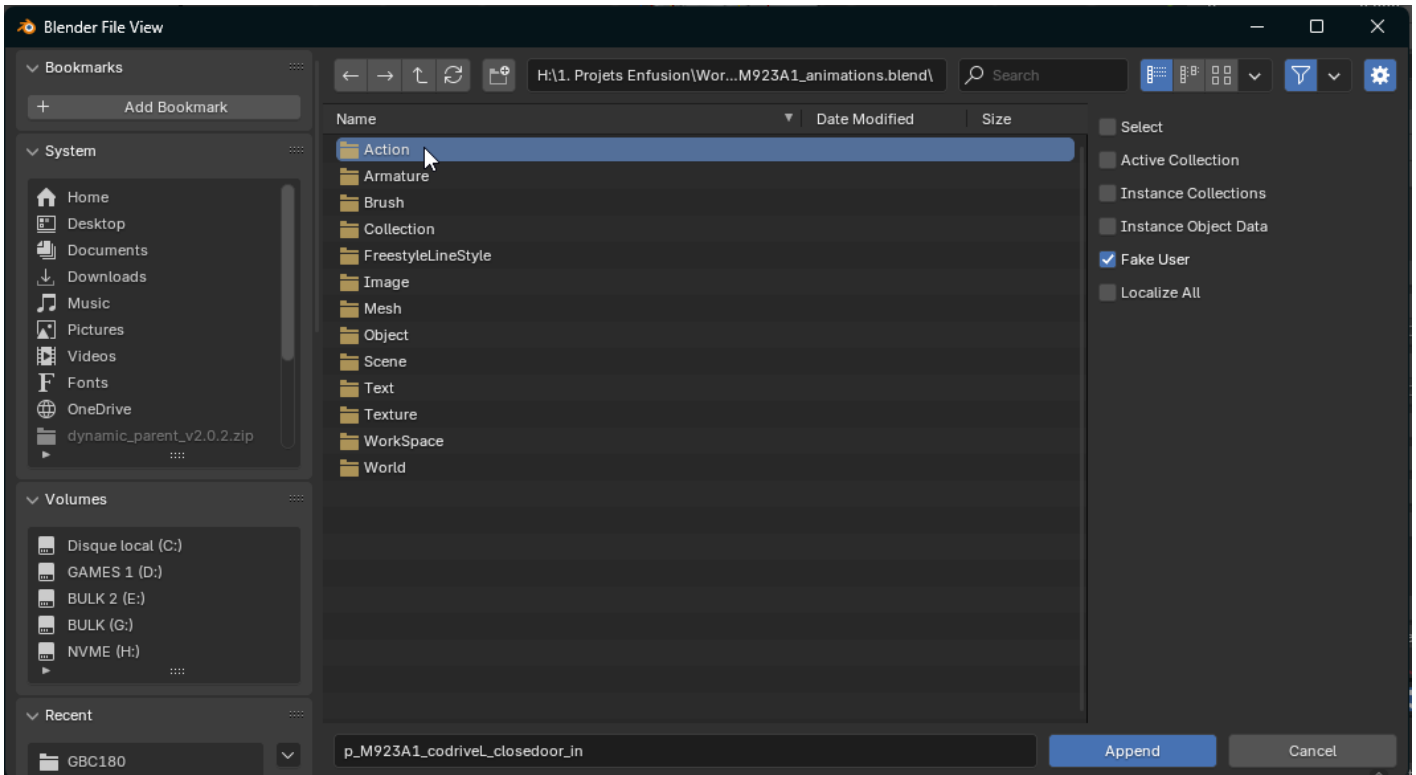 Blender File View
Bookmarks
Add Bookmark
System
Home
Desktop
Documents
Downloads
Music
Pictures
Videos
Fonts
OneDrive
dynamic_parent_v2.0.2.zip
Volumes
Disque local (C:)
GAMES 1 (D:)
BULK 2 (E:)
BULK (G:)
NVME (H:)
Recent
GBC180
H:\1. Projets Enfusion\Wor...M923A1_animations.blend\
Search
Name
Date Modified
Size
Action
Armature
Brush
Collection
FreestyleLineStyle
Image
Mesh
Object
Scene
Text
Texture
WorkSpace
World
Select
Active Collection
Instance Collections
Instance Object Data
Fake User
Localize All
p_M923A1_codriveL_closedoor_in
Append
Cancel